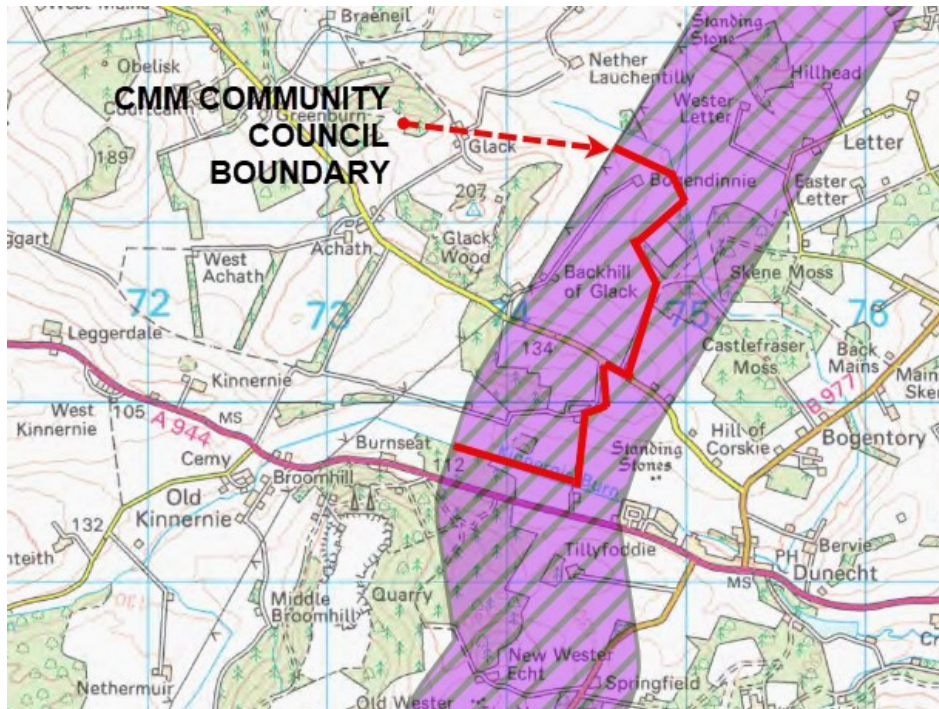 West Mains
Braeneil
Standing
Stone
Obelisk
Nether
Lauchentilly
Hillhead
CMM COMMUNITY
COUNCIL
BOUNDARY
Greenburn
Wester
Letter
Letter
189
Glack
Bogendinnie
Easter
Letter
207
Achath
Glack
Wood
West
Achath
Backhill
of Glack
Skene Moss
72
73
74
75
76
Leggerdale
134
Castlefraser
Moss
Back
Mains
Kinnernie
West
Kinnernie
105
MS
A 944
B 977
Burnseat
Hill of
Corskie
Bogentory
Cemy
Broomhill
112
Burn
Standing
Stones
Old
Kinnernie
132
Tillyfoddie
PH
Bervie
MS
Dunecht
Middle
Broomhill
Quarry
New Wester
Echt
Nethermuir
Old Wester
Springfield